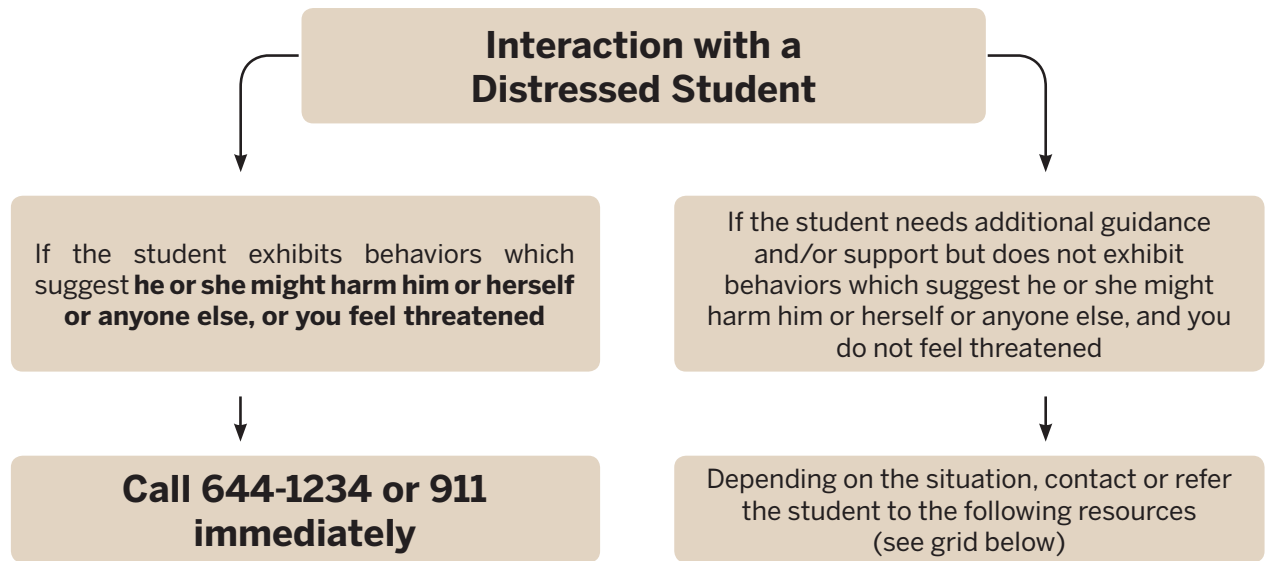 Interaction with a
Distressed Student
If the student exhibits behaviors which
suggest he or she might harm him or herself
or anyone else, or you feel threatened
If the student needs additional guidance
and/or support but does not exhibit
behaviors which suggest he or she might
harm him or herself or anyone else, and you
do not feel threatened
Call 644-1234 or 911
immediately
Depending on the situation, contact or refer
the student to the following resources
(see grid below)